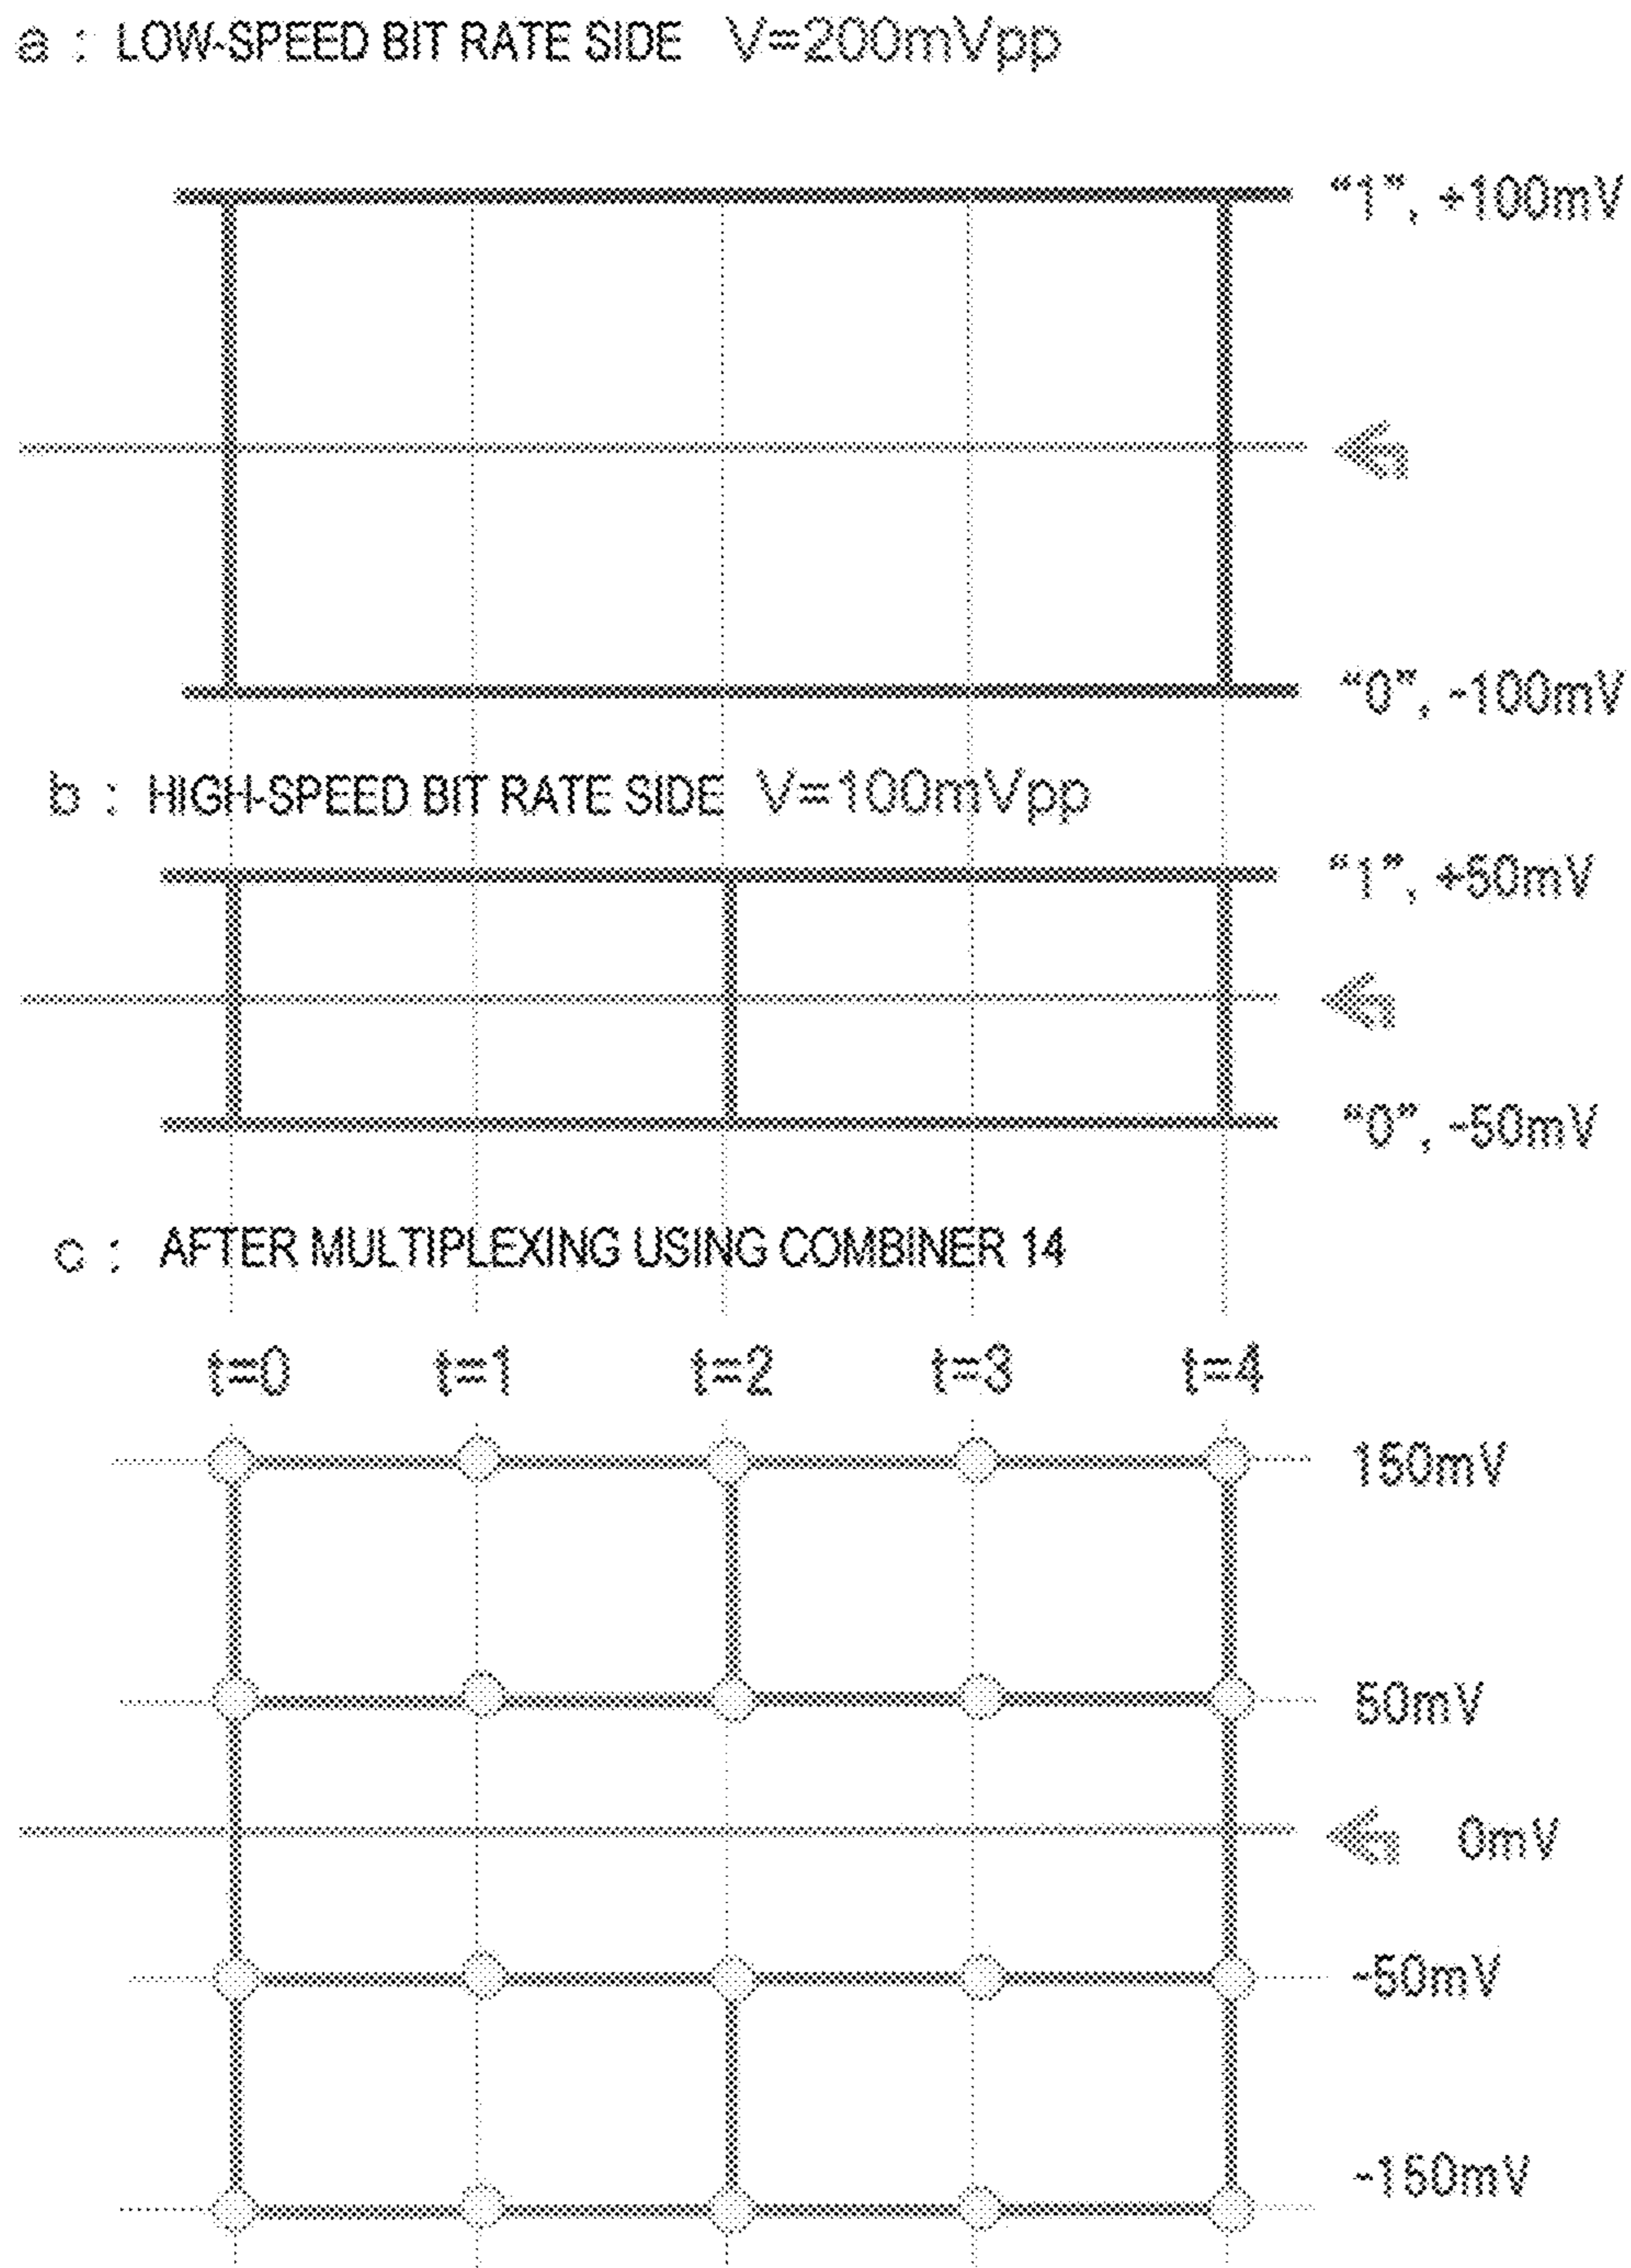 a : LOW-SPEED BIT RATE SIDE V=200mVpp
“1”, +100mV
“0”, -100mV
b : HIGH-SPEED BIT RATE SIDE V=100mVpp
“1”, +50mV
“0”, -50mV
c : AFTER MULTIPLEXING USING COMBINER 14
t=0 t=1 t=2 t=3 t=4
150mV
50mV
0mV
-50mV
-150mV